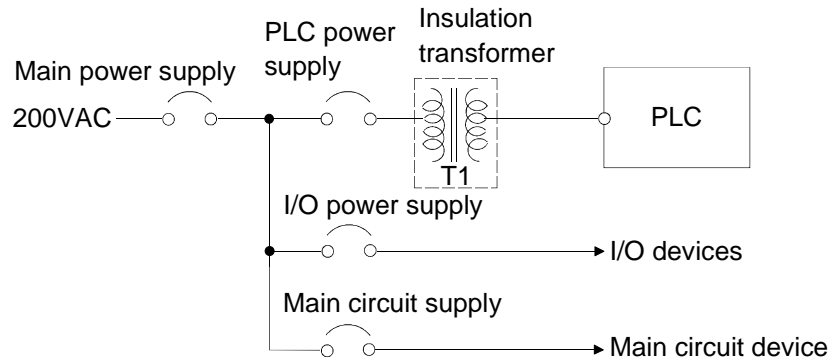 Insulation
transformer
PLC power
supply
Main power supply
200VAC
PLC
T1
I/O power supply
I/O devices
Main circuit supply
Main circuit device